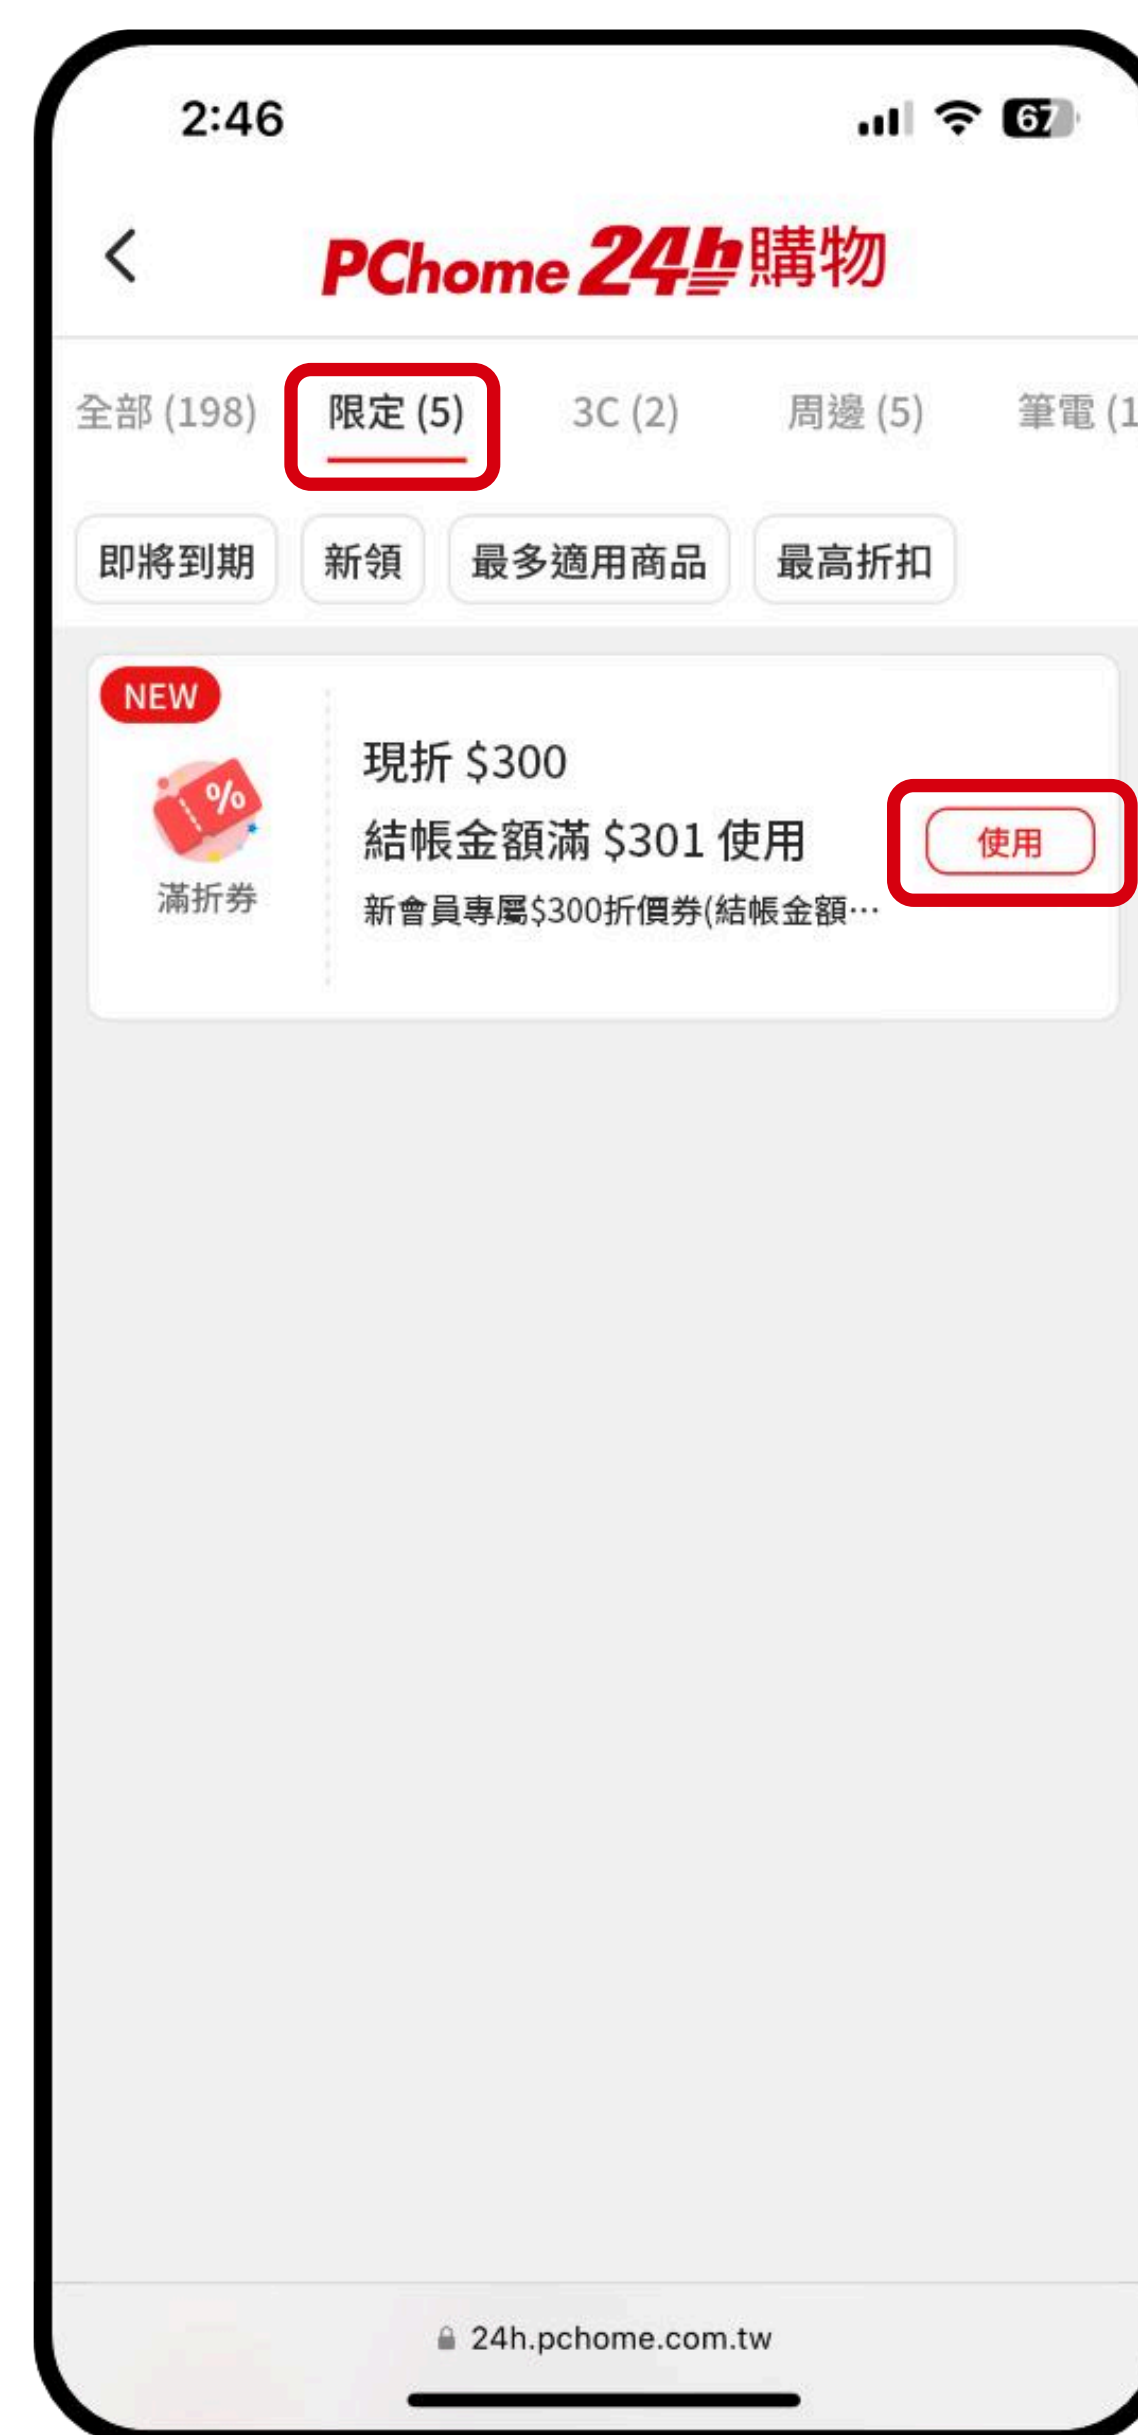 2:46
67
PChome 24h購物
全部 (198) 限定 (5) 3C (2) 周邊 (5) 筆電 (1
即將到期 新領 最多適用商品 最高折扣
NEW
%
滿折券
現折 $300
結帳金額滿 $301 使用
新會員專屬$300折價券(結帳金額…
使用
24h.pchome.com.tw